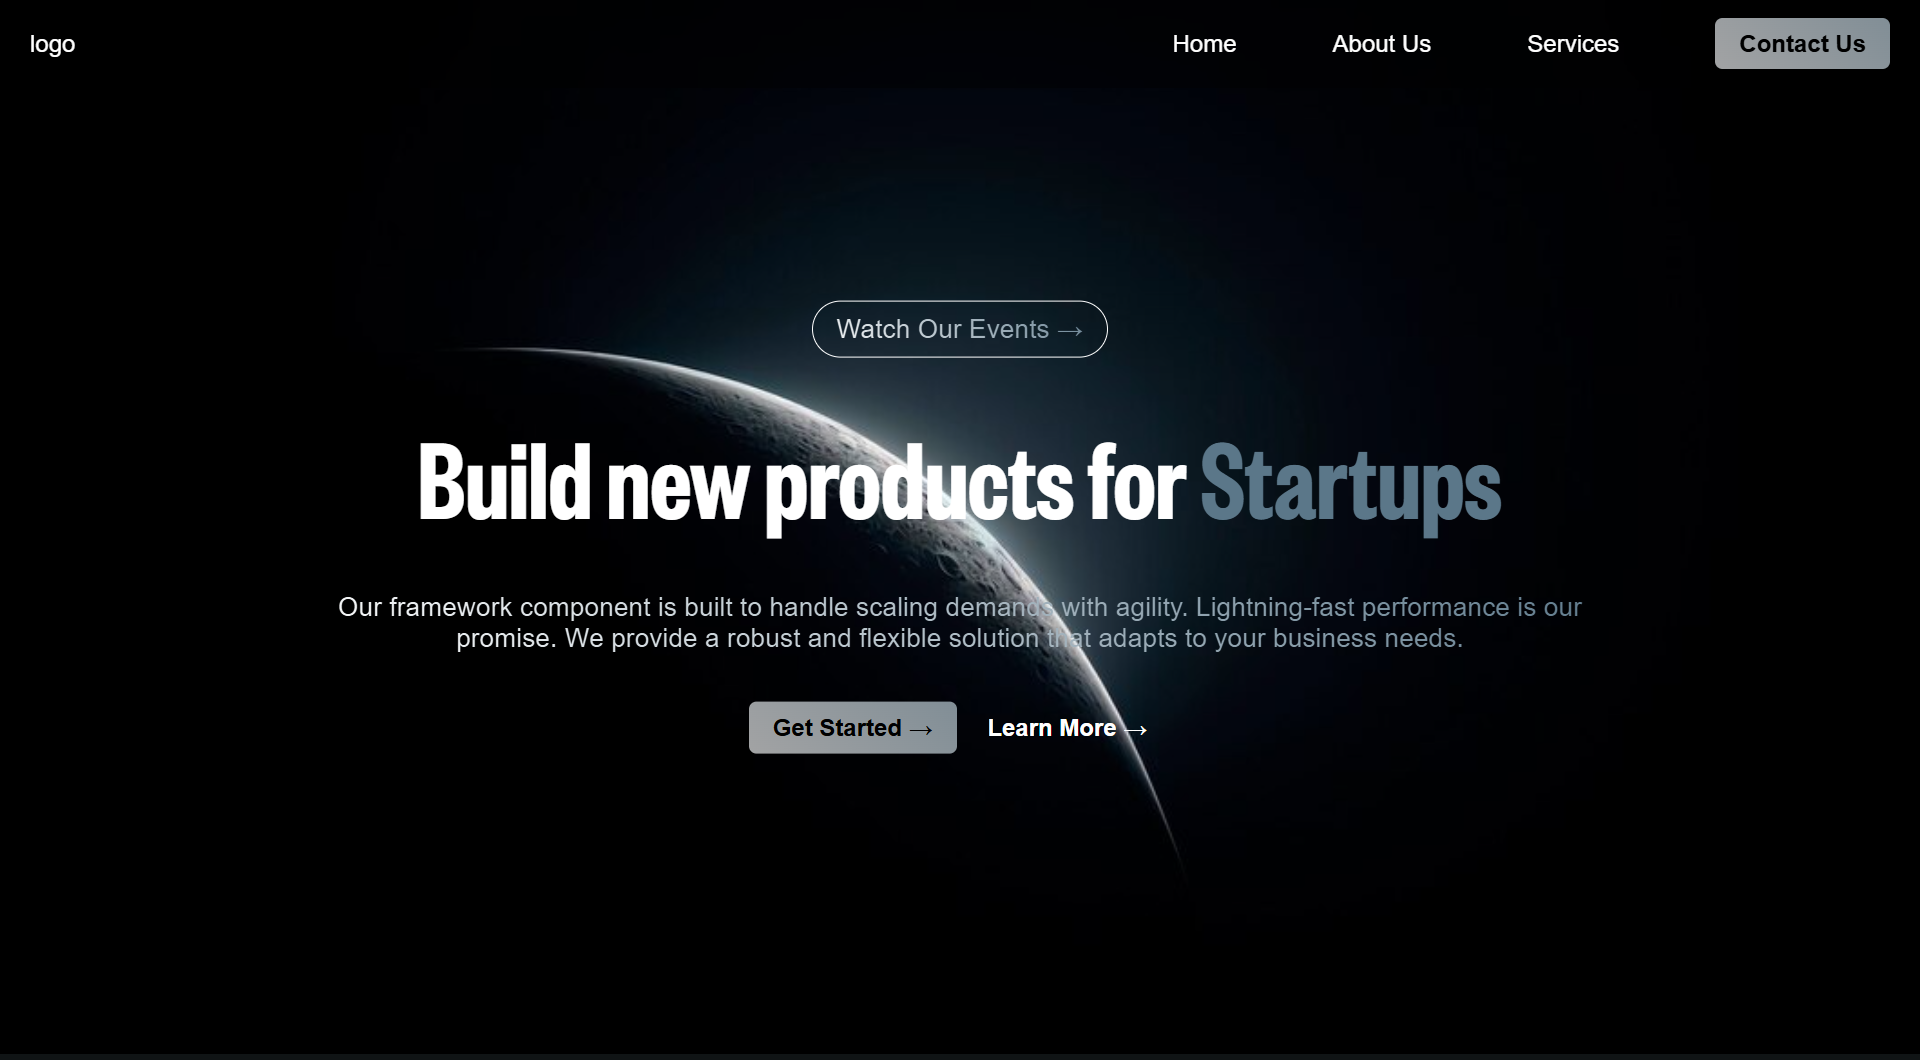 logo
Home
About Us
Services
Contact Us
Watch Our Events →
Build new products for Startups
Our framework component is built to handle scaling demands with agility. Lightning-fast performance is our
promise. We provide a robust and flexible solution that adapts to your business needs.
Get Started →
Learn More →